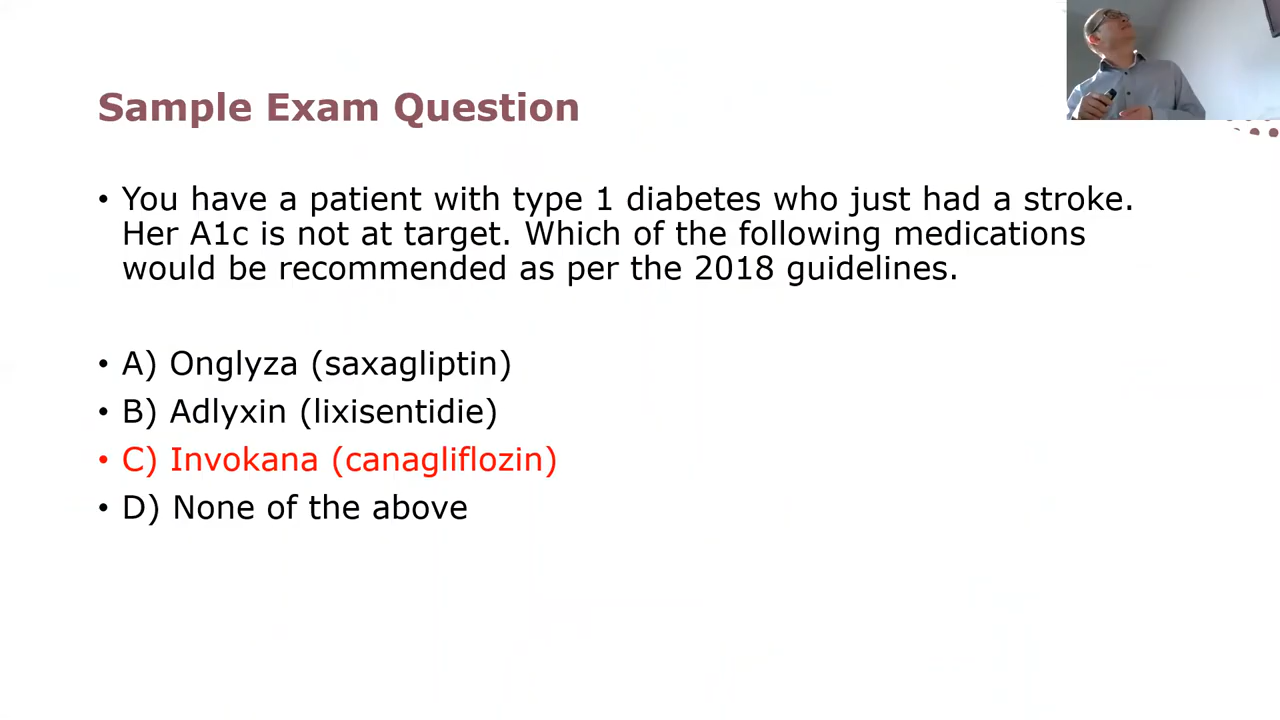 Sample Exam Question
• You have a patient with type 1 diabetes who just had a stroke.
Her A1c is not at target. Which of the following medications
would be recommended as per the 2018 guidelines.
• A) Onglyza (saxagliptin)
• B) Adlyxin (lixisentidie)
• C) Invokana (canagliflozin)
• D) None of the above